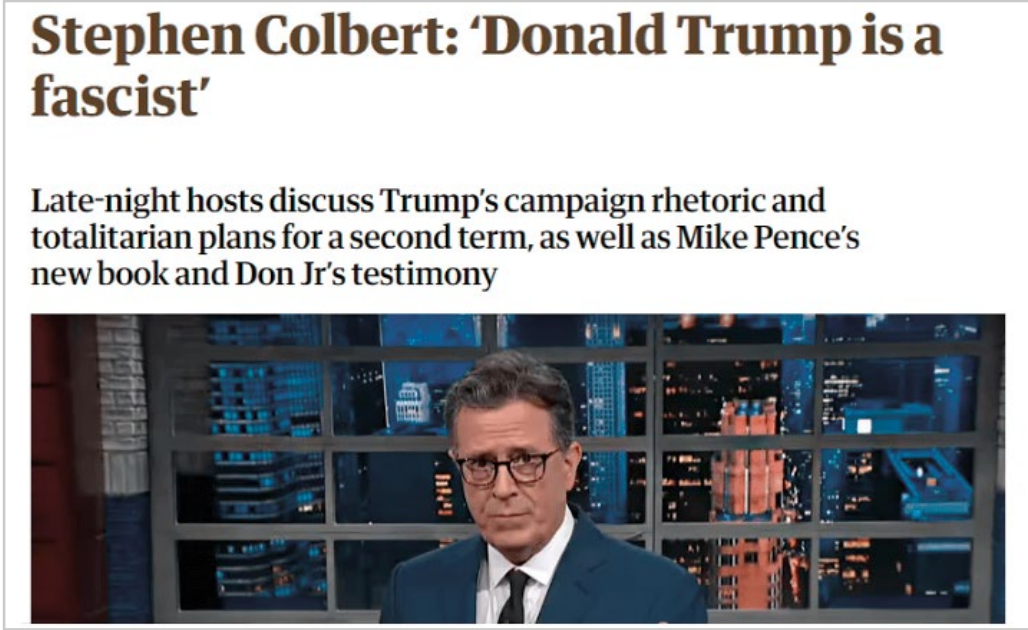 Stephen Colbert: ‘Donald Trump is a
fascist’
Late-night hosts discuss Trump’s campaign rhetoric and
totalitarian plans for a second term, as well as Mike Pence’s
new book and Don Jr’s testimony